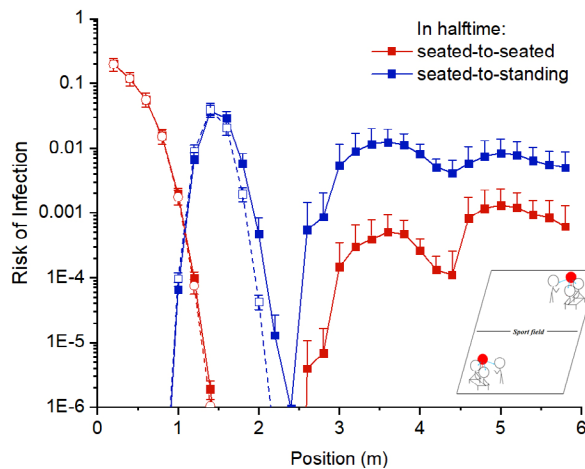 In halftime:
seated-to-seated
seated-to-standing
Risk of Infection
1
0.1
0.01
0.001
1E-4
1E-5
1E-6
Sport field
0 1 2 3 4 5 6
Position (m)